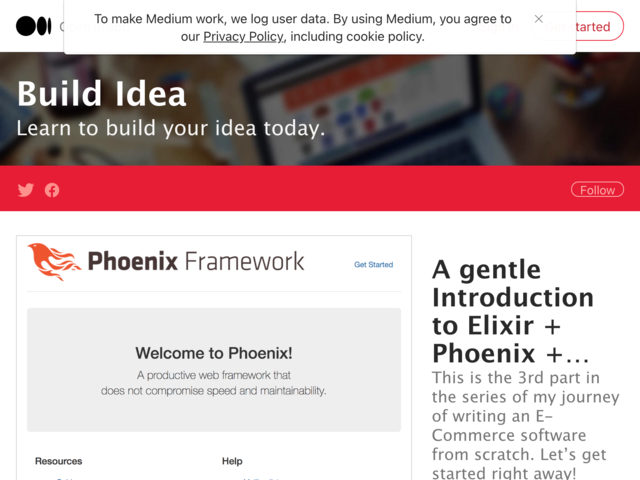 To make Medium work, we log user data. By using Medium, you agree to
our Privacy Policy, including cookie policy.
Build Idea
Learn to build your idea today.
Follow
Phoenix Framework
Get Started
Welcome to Phoenix!
A productive web framework that
does not compromise speed and maintainability.
Resources
Help
A gentle
Introduction
to Elixir +
Phoenix +…
This is the 3rd part in
the series of my journey
of writing an E-
Commerce software
from scratch. Let’s get
started right away!